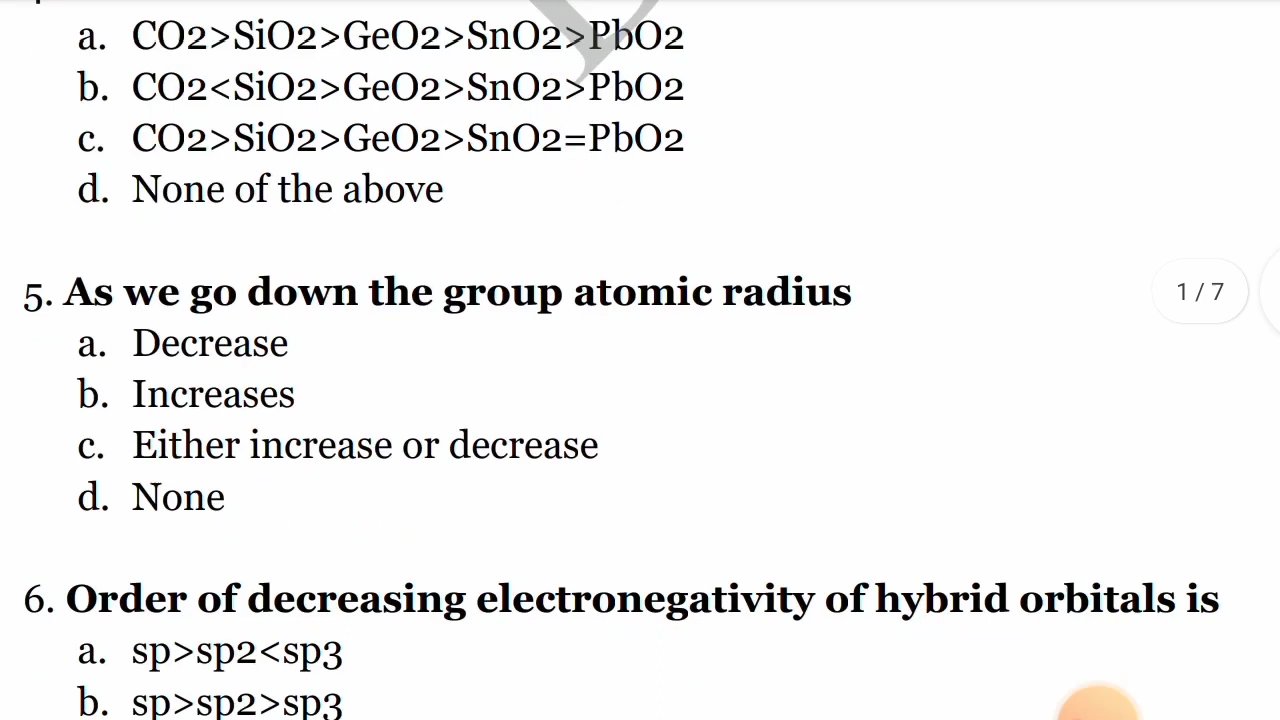 a. CO2>SiO2>GeO2>SnO2>PbO2
b. CO2<SiO2>GeO2>SnO2>PbO2
c. CO2>SiO2>GeO2>SnO2=PbO2
d. None of the above
5. As we go down the group atomic radius
1 / 7
a. Decrease
b. Increases
c. Either increase or decrease
d. None
6. Order of decreasing electronegativity of hybrid orbitals is
a. sp>sp2<sp3
b. sp>sp2>sp3